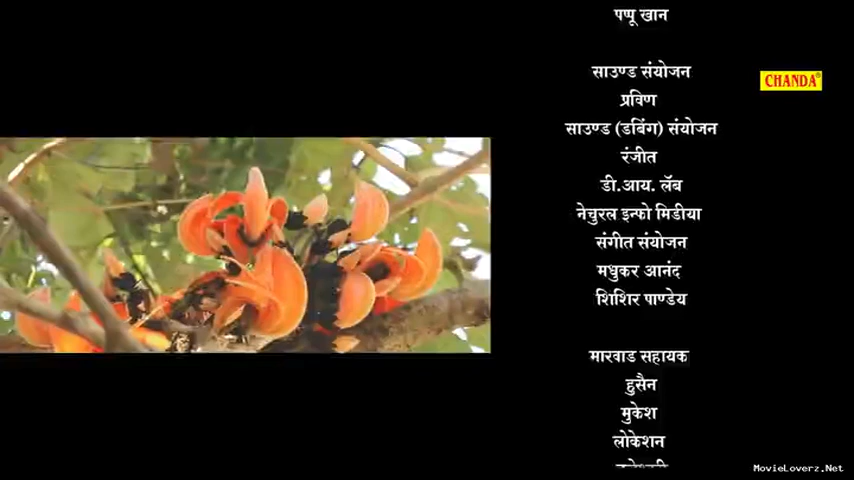 पप्पू खान
साउण्ड संयोजन
CHANDA
प्रविण
साउण्ड (डबिंग) संयोजन
रंजीत
डी.आय. लॅब
नेचुरल इन्फो मिडीया
संगीत संयोजन
मधुकर आनंद
शिशिर पाण्डेय
मारवाड सहायक
हुसैन
मुकेश
लोकेशन
MovieLoverz.Net